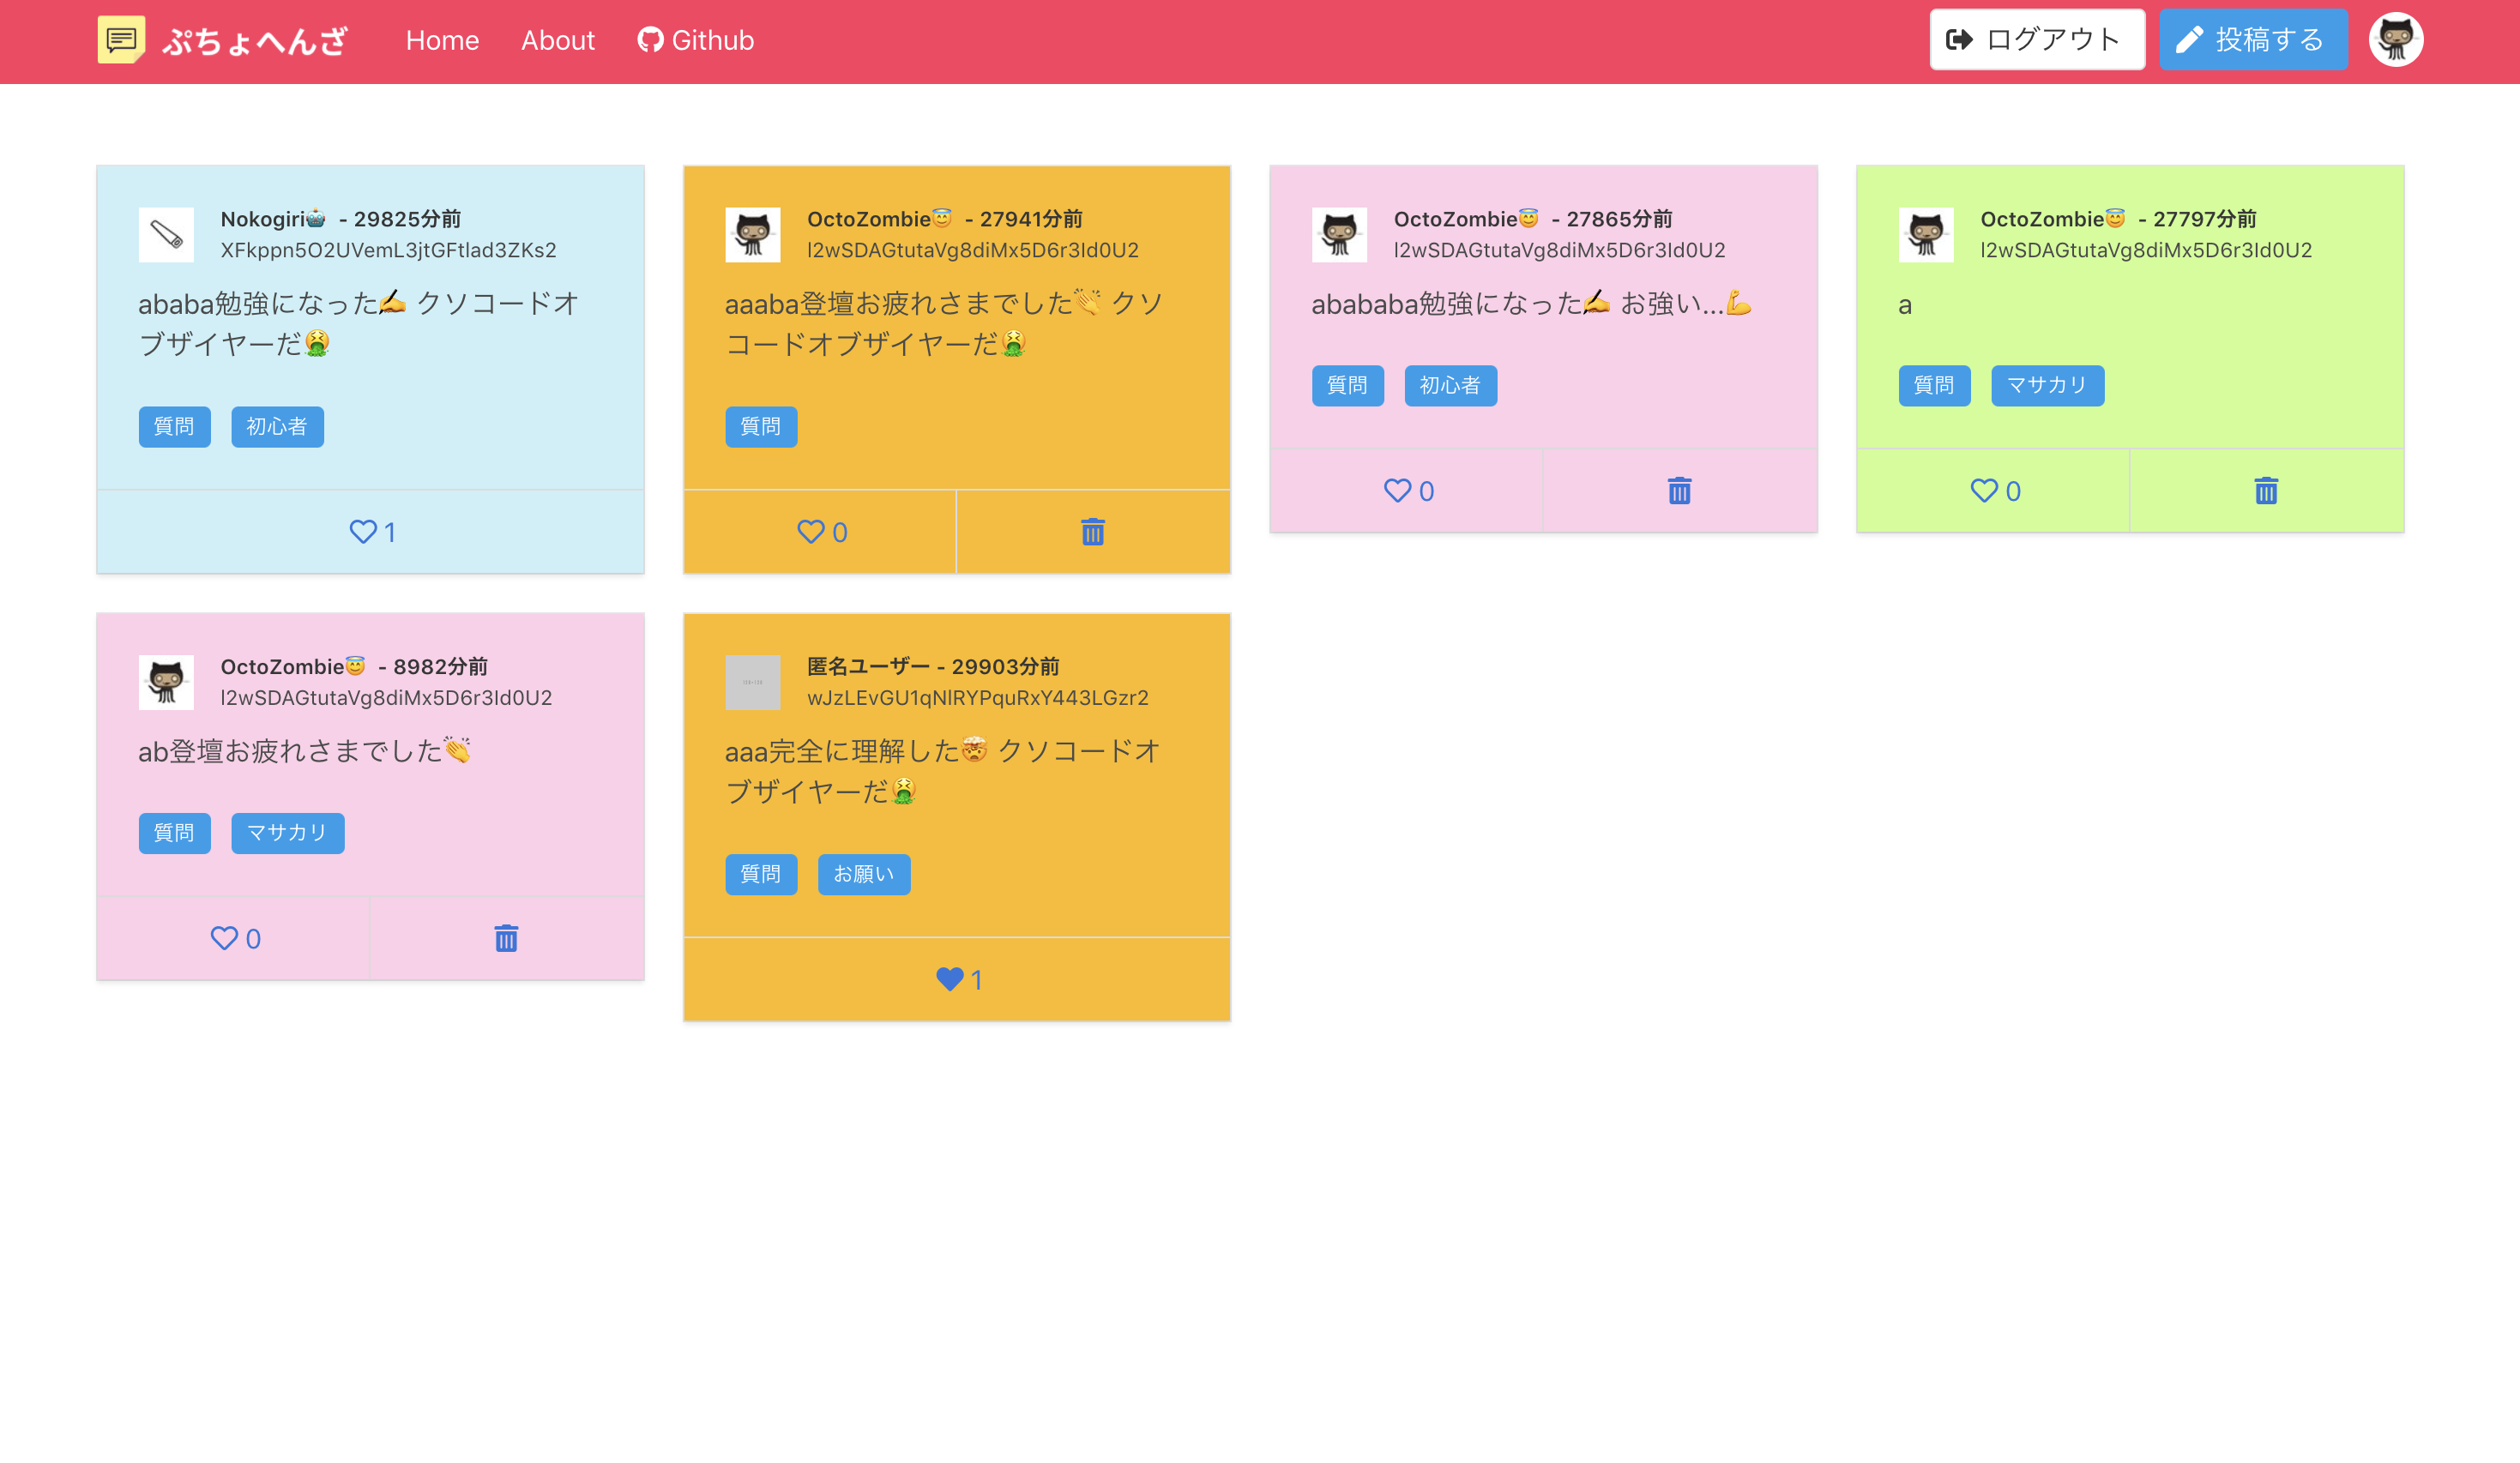 ぷちょへんざ Home About Github ログアウト 投稿する
Nokogiri🤖 - 29825分前
XFkppn5O2UVemL3jtGFtlad3ZKs2
ababa勉強になった✍️ クソコードオ
ブザイヤーだ🤮
質問 初心者
1
OctoZombie😇 - 27941分前
l2wSDAGtutaVg8diMx5D6r3Id0U2
aaaba登壇お疲れさまでした👏 クソ
コードオブザイヤーだ🤮
質問
0
OctoZombie😇 - 27865分前
l2wSDAGtutaVg8diMx5D6r3Id0U2
abababa勉強になった✍️ お強い...💪
質問 初心者
0
OctoZombie😇 - 27797分前
l2wSDAGtutaVg8diMx5D6r3Id0U2
a
質問 マサカリ
0
OctoZombie😇 - 8982分前
l2wSDAGtutaVg8diMx5D6r3Id0U2
ab登壇お疲れさまでした👏
質問 マサカリ
0
匿名ユーザー - 29903分前
wJzLEvGU1qNlRYPquRxY443LGzr2
aaa完全に理解した🤯 クソコードオ
ブザイヤーだ🤮
質問 お願い
1